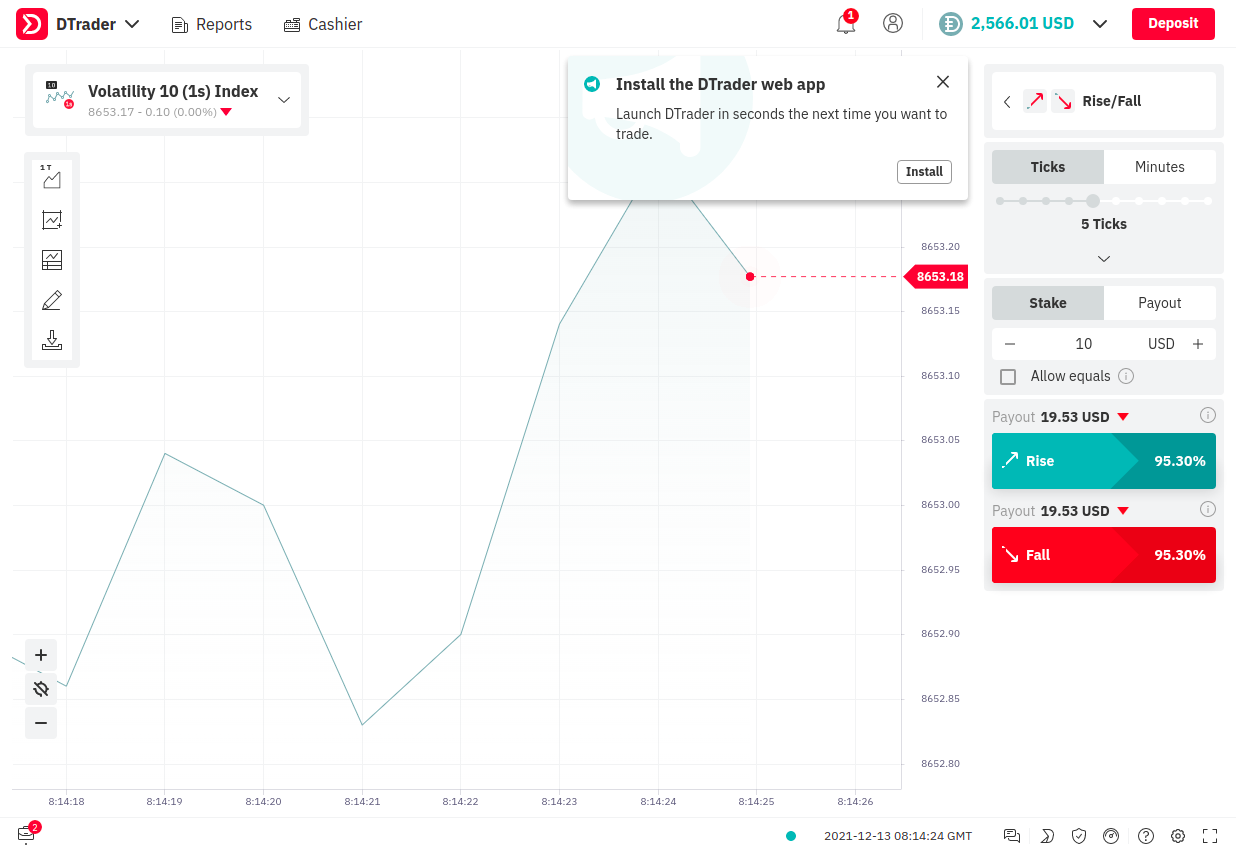 DTrader
Reports
Cashier
1
2,566.01 USD
Deposit
10
1s
Volatility 10 (1s) Index
8653.17 - 0.10 (0.00%)
Install the DTrader web app
Launch DTrader in seconds the next time you want to
trade.
Install
1 T
8653.20
8653.18
8653.15
8653.10
8653.05
8653.00
8652.95
8652.90
8652.85
8652.80
8:14:18
8:14:19
8:14:20
8:14:21
8:14:22
8:14:23
8:14:24
8:14:25
8:14:26
Rise/Fall
Ticks
Minutes
5 Ticks
Stake
Payout
− 10 USD +
Allow equals
Payout 19.53 USD
Rise 95.30%
Payout 19.53 USD
Fall 95.30%
2
2021-12-13 08:14:24 GMT